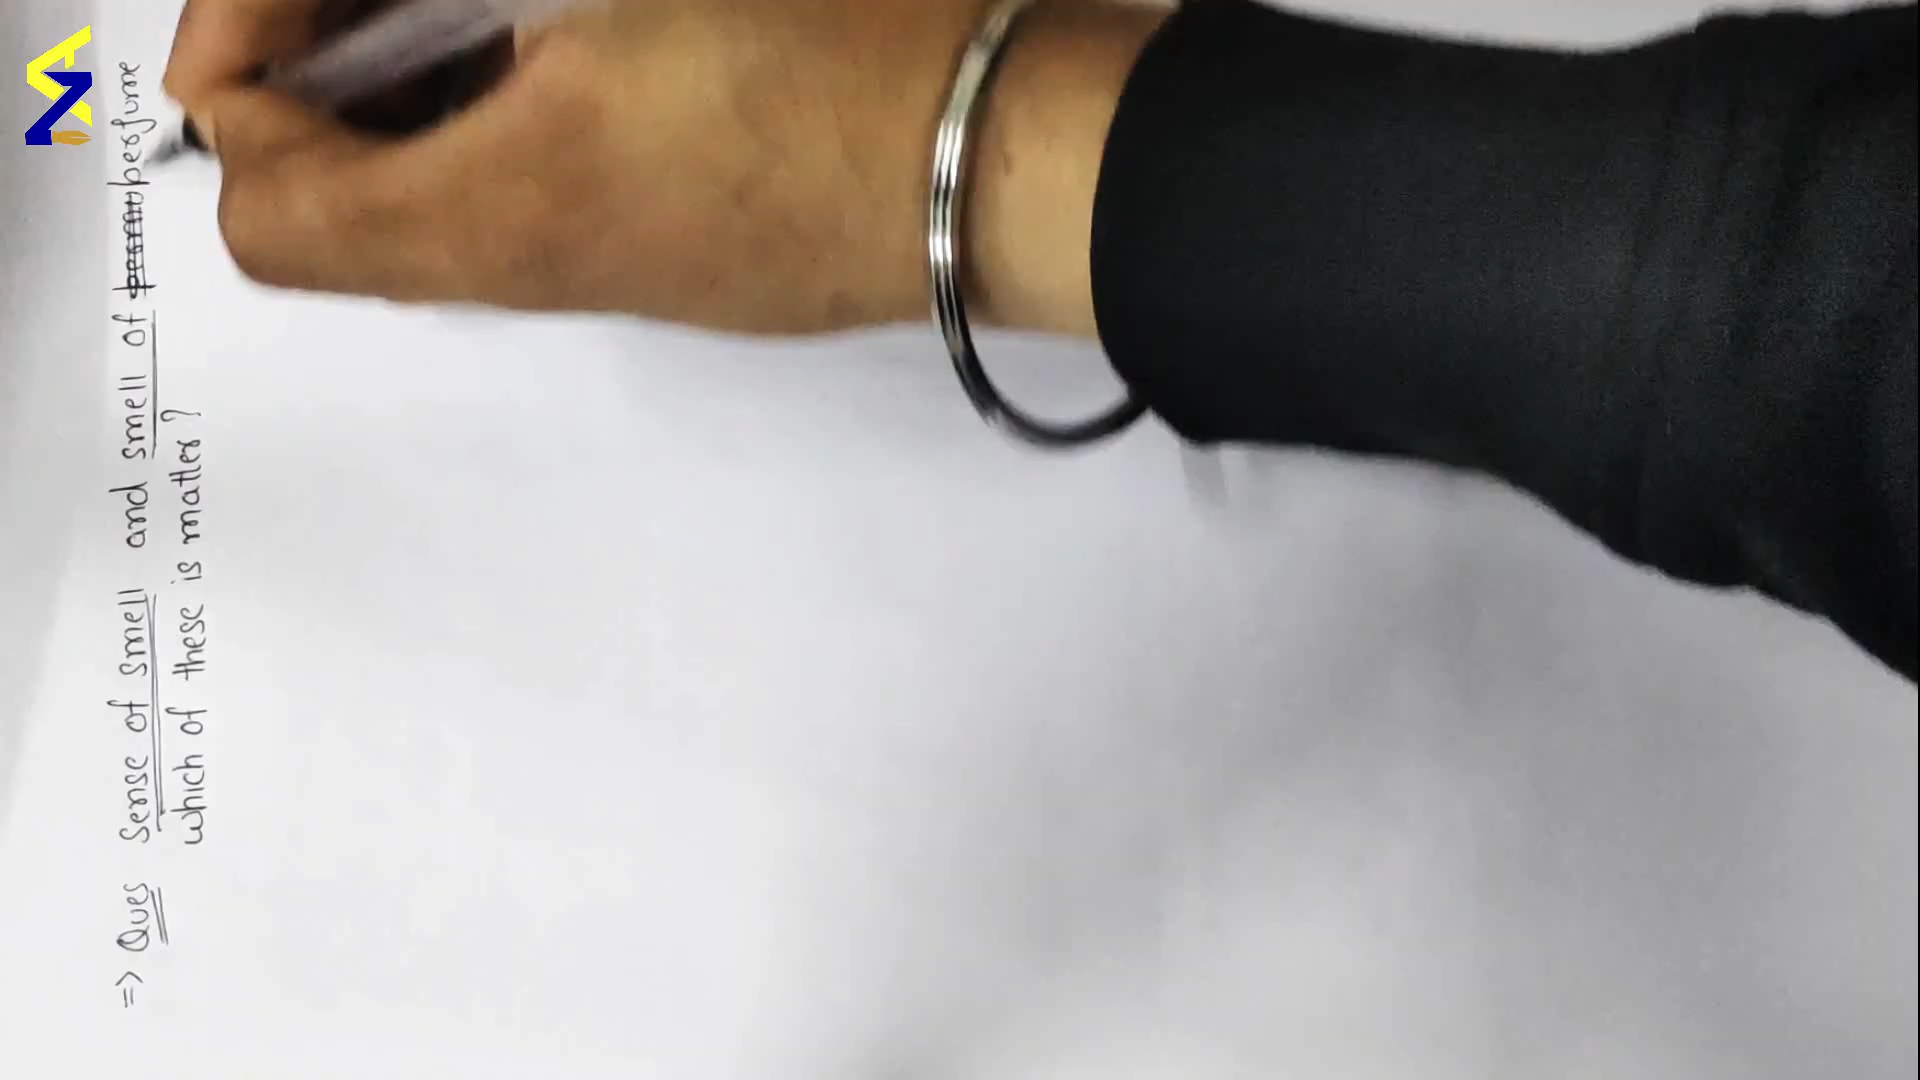 => Ques Sense of smell and smell of perfume
which of these is matter?